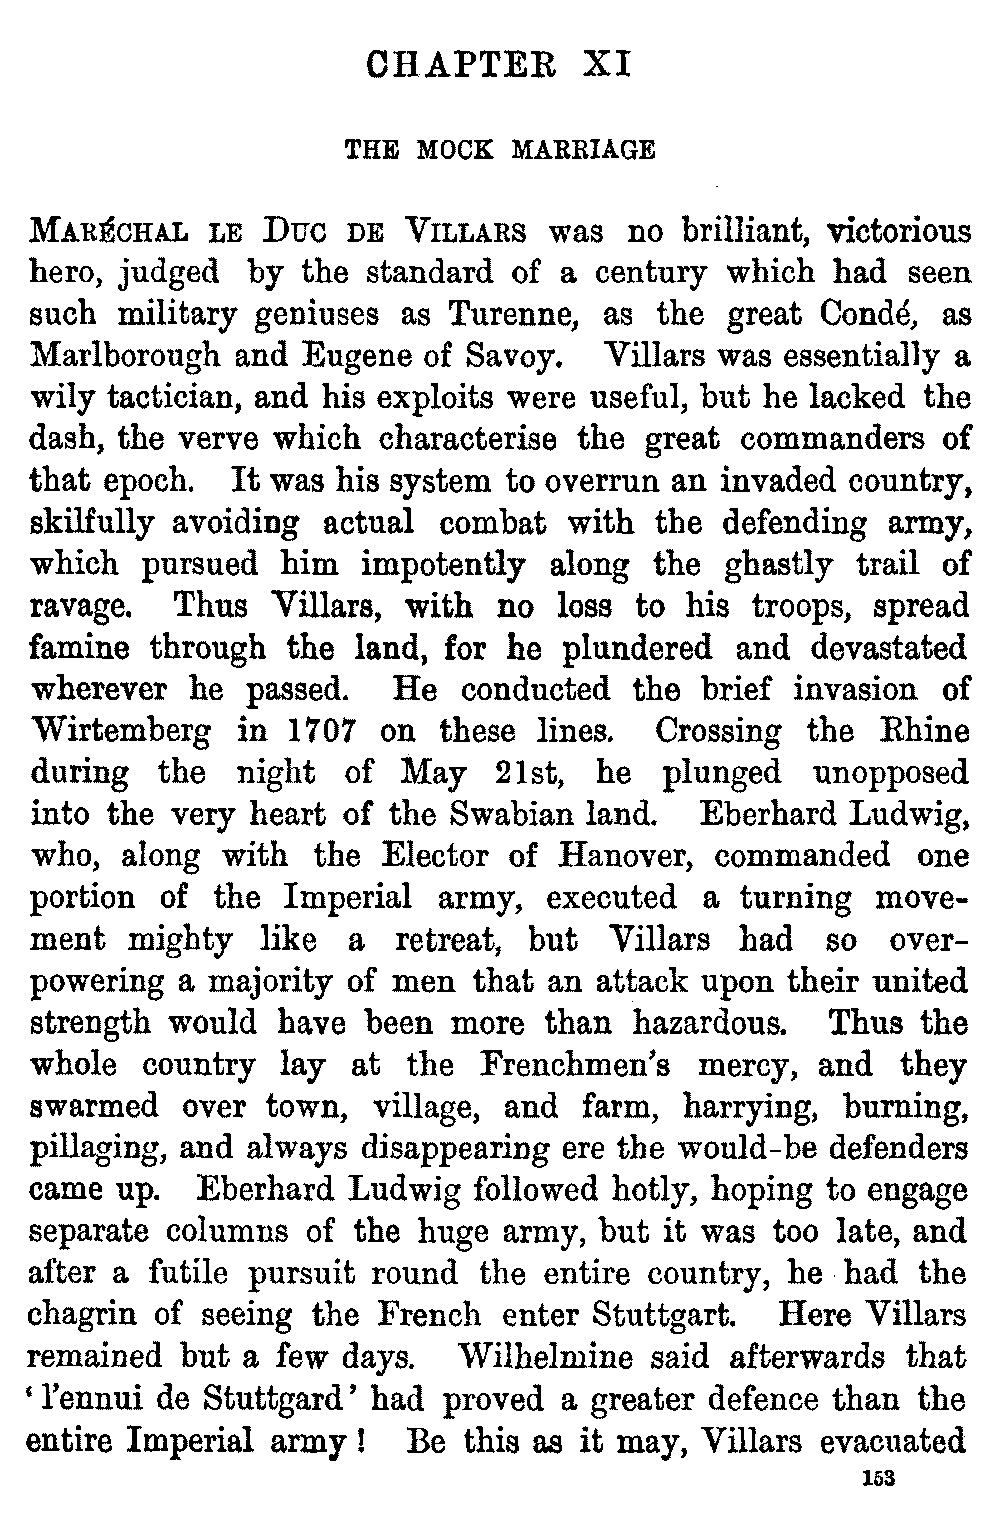 CHAPTER XI
THE MOCK MARRIAGE
MARÉCHAL LE DUC DE VILLARS was no brilliant, victorious
hero, judged by the standard of a century which had seen
such military geniuses as Turenne, as the great Condé, as
Marlborough and Eugene of Savoy. Villars was essentially a
wily tactician, and his exploits were useful, but he lacked the
dash, the verve which characterise the great commanders of
that epoch. It was his system to overrun an invaded country,
skilfully avoiding actual combat with the defending army,
which pursued him impotently along the ghastly trail of
ravage. Thus Villars, with no loss to his troops, spread
famine through the land, for he plundered and devastated
wherever he passed. He conducted the brief invasion of
Wirtemberg in 1707 on these lines. Crossing the Rhine
during the night of May 21st, he plunged unopposed
into the very heart of the Swabian land. Eberhard Ludwig,
who, along with the Elector of Hanover, commanded one
portion of the Imperial army, executed a turning move-
ment mighty like a retreat, but Villars had so over-
powering a majority of men that an attack upon their united
strength would have been more than hazardous. Thus the
whole country lay at the Frenchmen's mercy, and they
swarmed over town, village, and farm, harrying, burning,
pillaging, and always disappearing ere the would-be defenders
came up. Eberhard Ludwig followed hotly, hoping to engage
separate columns of the huge army, but it was too late, and
after a futile pursuit round the entire country, he had the
chagrin of seeing the French enter Stuttgart. Here Villars
remained but a few days. Wilhelmine said afterwards that
'l'ennui de Stuttgard' had proved a greater defence than the
entire Imperial army! Be this as it may, Villars evacuated
153